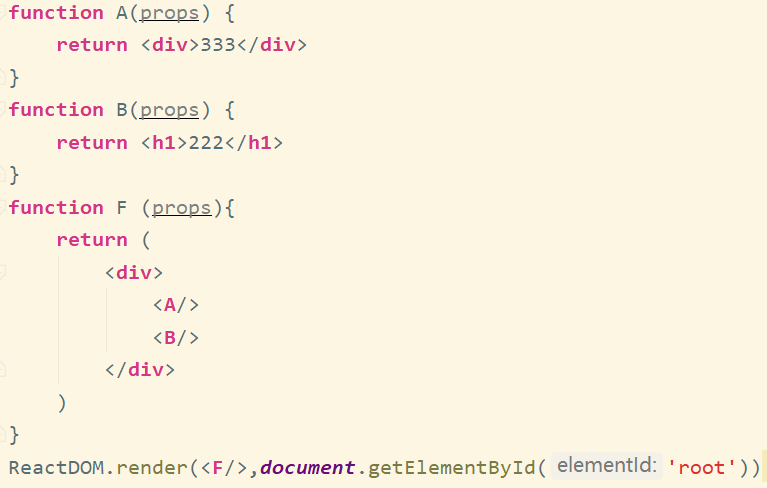 function A(props) {
    return <div>333</div>
}
function B(props) {
    return <h1>222</h1>
}
function F (props){
    return (
        <div>
            <A/>
            <B/>
        </div>
    )
}
ReactDOM.render(<F/>,document.getElementById( elementId: 'root'))